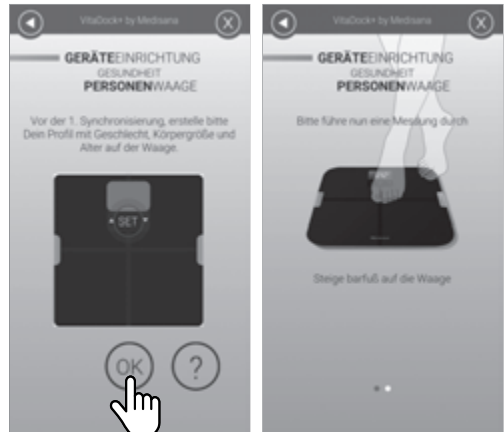 VitaDock+ by Medisana
X
GERÄTEEINRICHTUNG
GESUNDHEIT
PERSONENWAAGE
Vor der 1. Synchronisierung, erstelle bitte
Dein Profil mit Geschlecht, Körpergröße und
Alter auf der Waage.
SET
OK
?
VitaDock+ by Medisana
X
GERÄTEEINRICHTUNG
GESUNDHEIT
PERSONENWAAGE
Bitte führe nun eine Messung durch
Steige barfuß auf die Waage